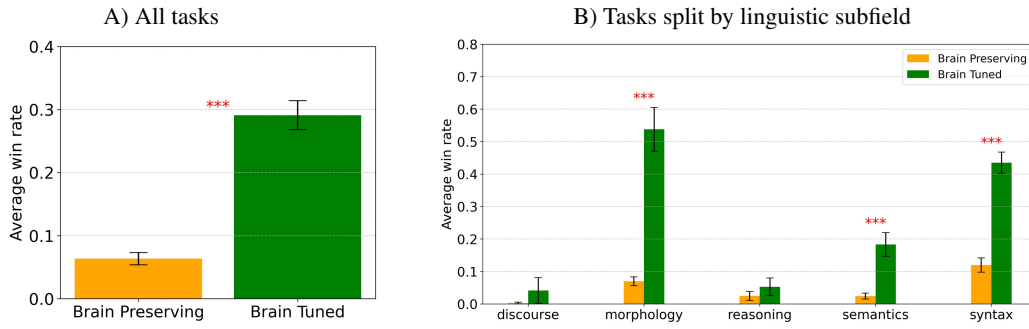 A) All tasks
Average win rate
0.4
0.3
0.2
0.1
0.0
***
Brain Preserving
Brain Tuned
B) Tasks split by linguistic subfield
Average win rate
0.8
0.7
0.6
0.5
0.4
0.3
0.2
0.1
0.0
Brain Preserving
Brain Tuned
***
***
***
discourse
morphology
reasoning
semantics
syntax